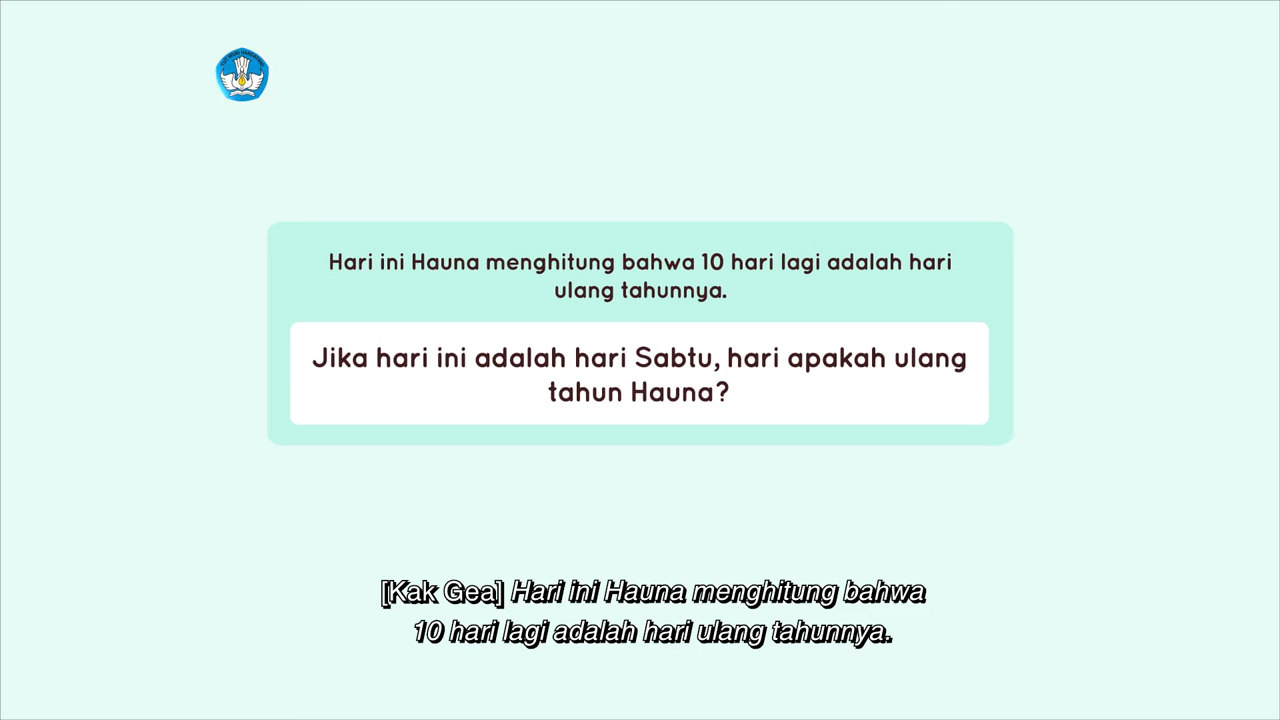 Hari ini Hauna menghitung bahwa 10 hari lagi adalah hari
ulang tahunnya.
Jika hari ini adalah hari Sabtu, hari apakah ulang
tahun Hauna?
[Kak Gea] Hari ini Hauna menghitung bahwa
10 hari lagi adalah hari ulang tahunnya.